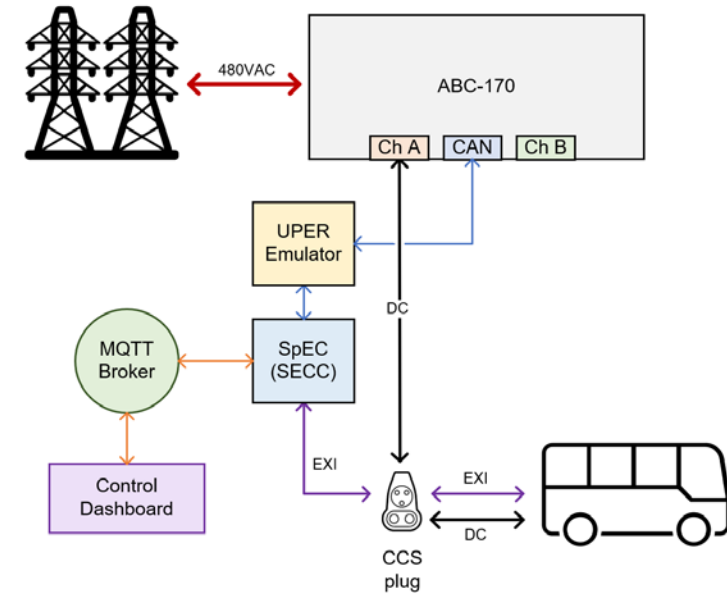 480VAC
ABC-170
Ch A
CAN
Ch B
UPER
Emulator
DC
MQTT
Broker
SpEC
(SECC)
EXI
EXI
Control
Dashboard
DC
CCS
plug